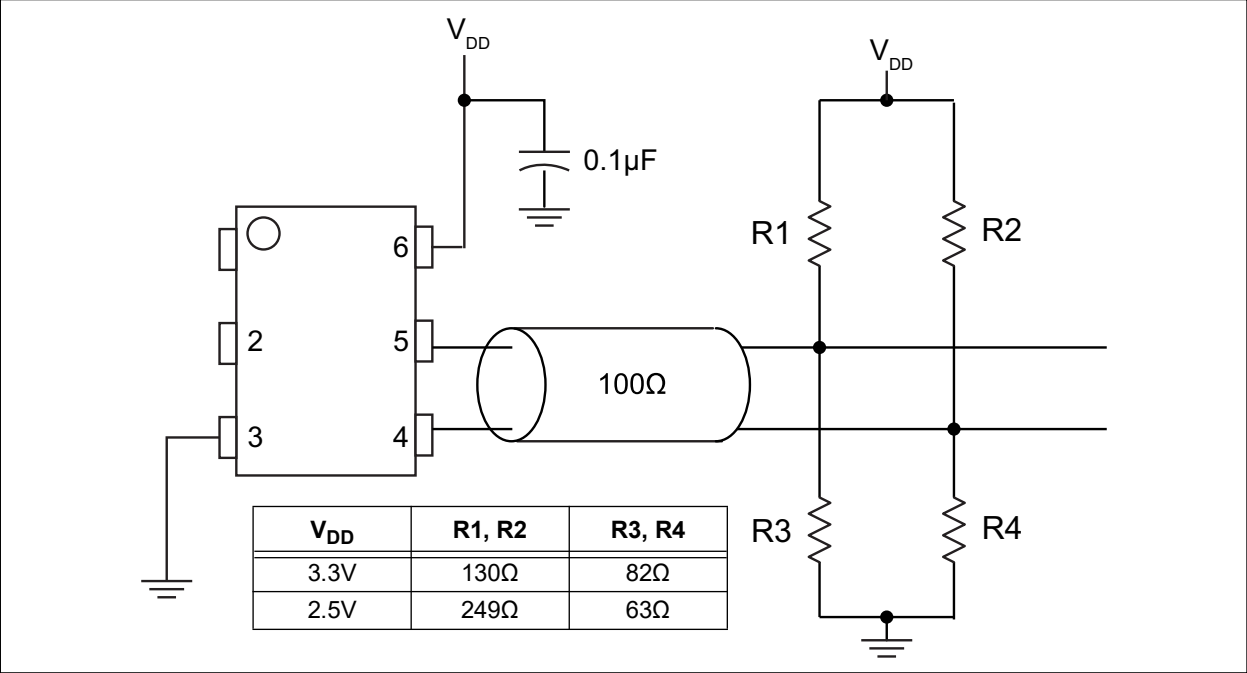 V_DD
V_DD
0.1µF
R1
R2
6
2
5
100Ω
3
4
R3
R4
V_DD R1, R2 R3, R4
3.3V 130Ω 82Ω
2.5V 249Ω 63Ω